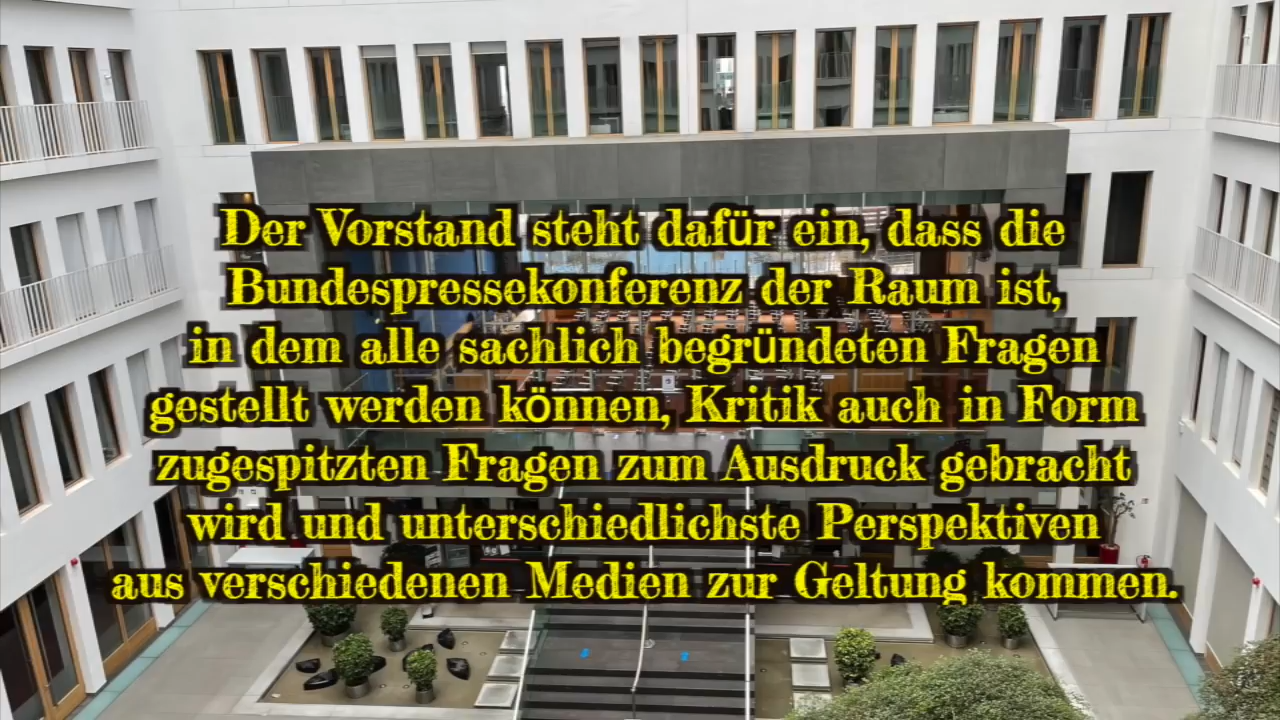 Der Vorstand steht dafür ein, dass die
Bundespressekonferenz der Raum ist,
in dem alle sachlich begründeten Fragen
gestellt werden können, Kritik auch in Form
zugespitzten Fragen zum Ausdruck gebracht
wird und unterschiedlichste Perspektiven
aus verschiedenen Medien zur Geltung kommen.